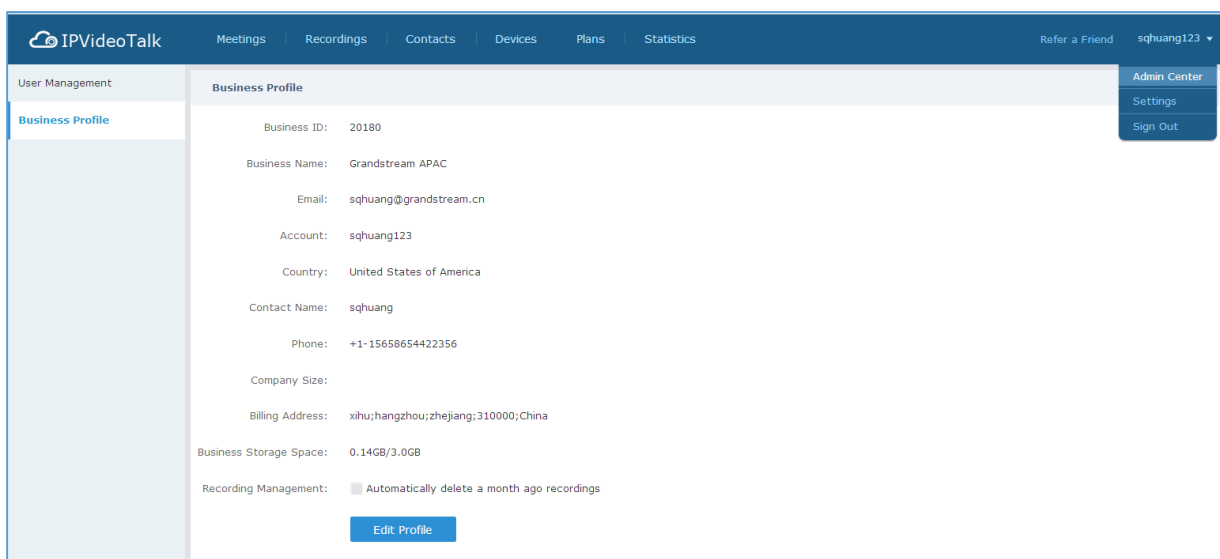 IPVideoTalk Meetings Recordings Contacts Devices Plans Statistics Refer a Friend sqhuang123
User Management
Business Profile
Admin Center
Settings
Sign Out
Business Profile
Business ID: 20180
Business Name: Grandstream APAC
Email: sqhuang@grandstream.cn
Account: sqhuang123
Country: United States of America
Contact Name: sqhuang
Phone: +1-15658654422356
Company Size:
Billing Address: xihu;hangzhou;zhejiang;310000;China
Business Storage Space: 0.14GB/3.0GB
Recording Management: Automatically delete a month ago recordings
Edit Profile